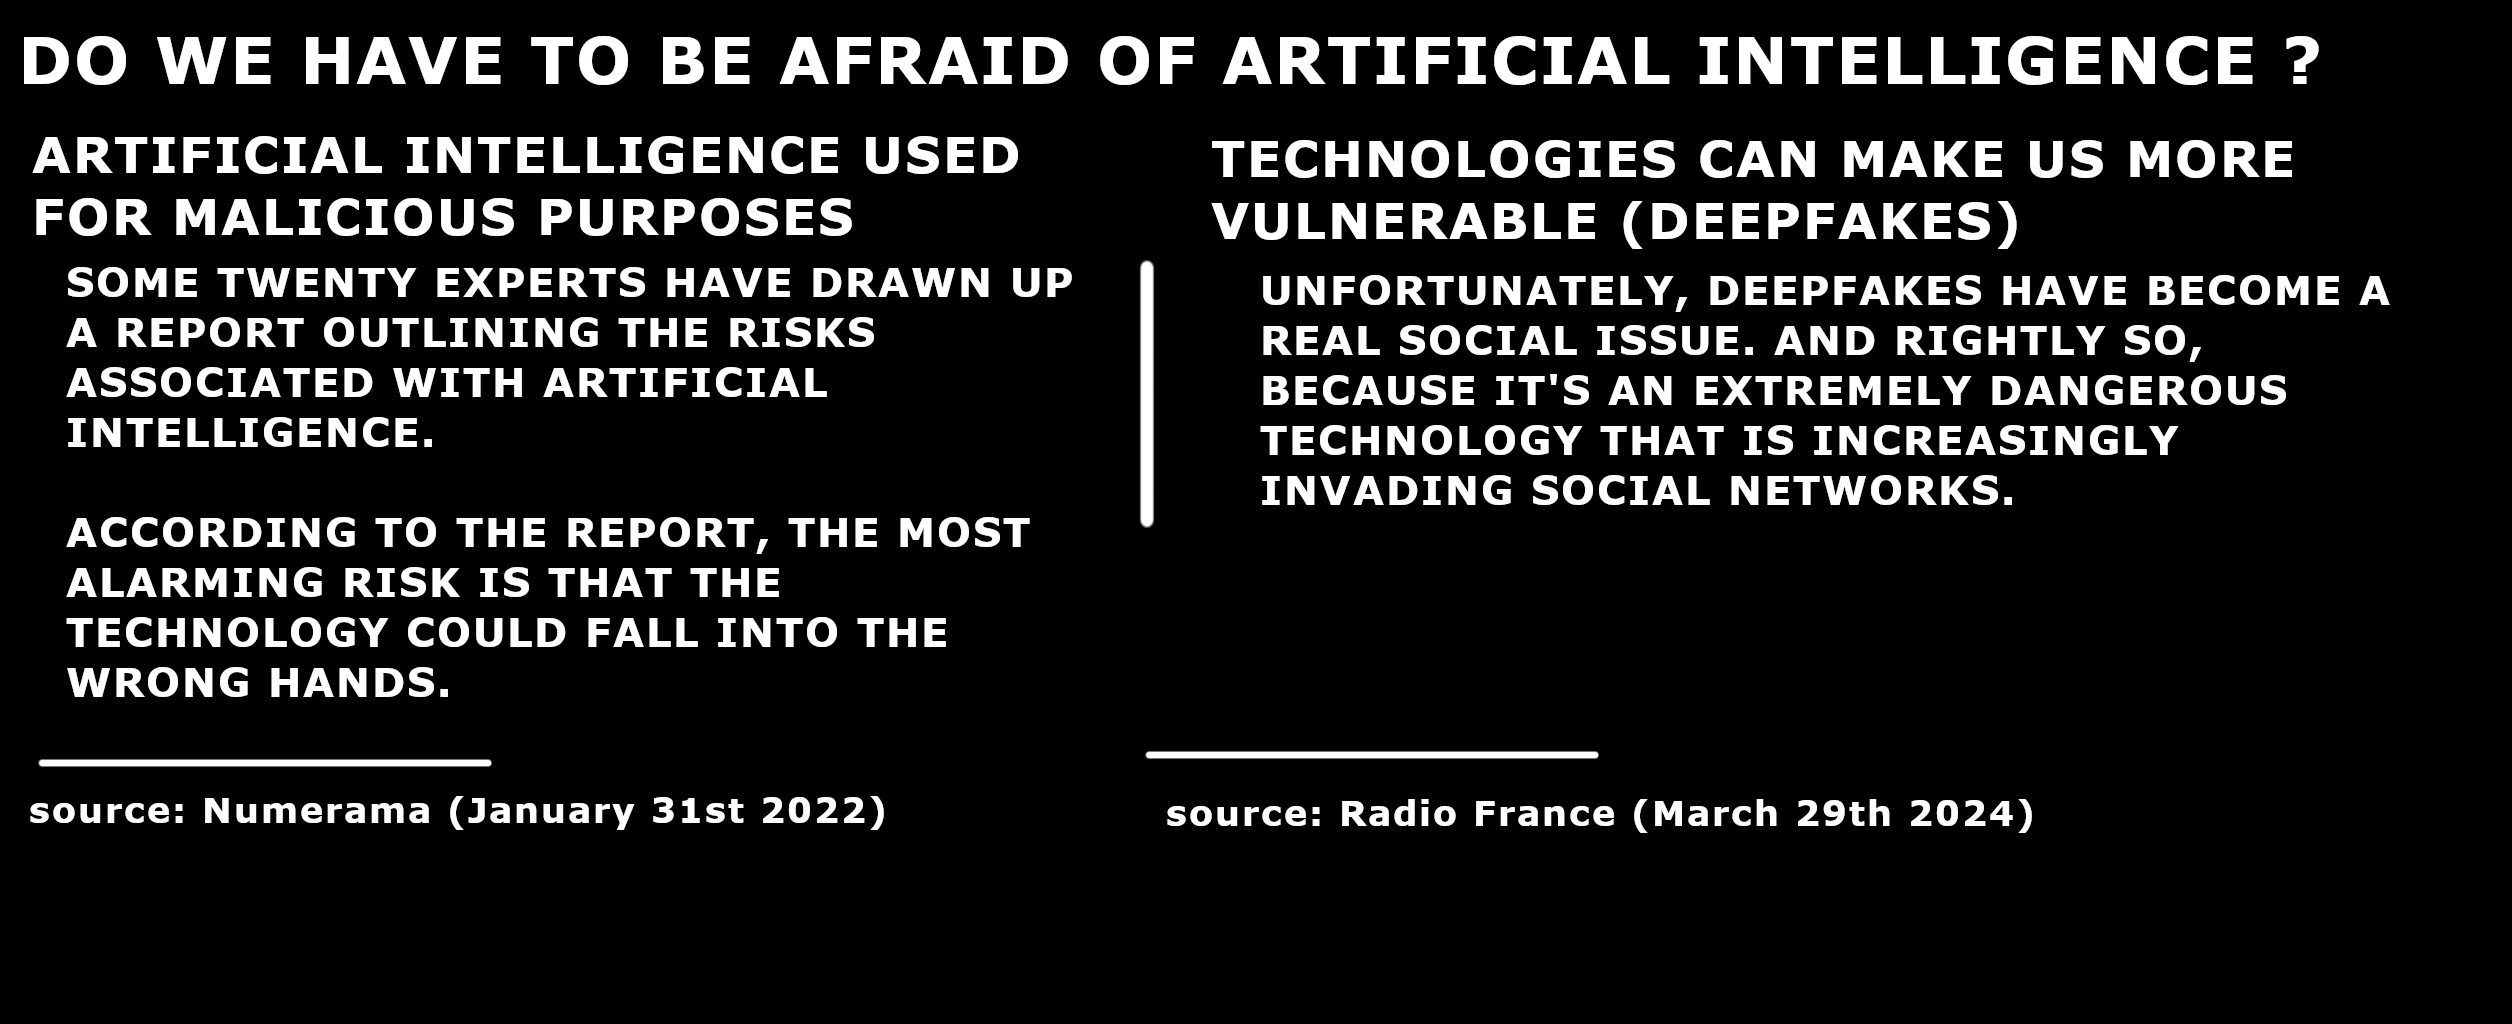 DO WE HAVE TO BE AFRAID OF ARTIFICIAL INTELLIGENCE ?
ARTIFICIAL INTELLIGENCE USED
FOR MALICIOUS PURPOSES
SOME TWENTY EXPERTS HAVE DRAWN UP
A REPORT OUTLINING THE RISKS
ASSOCIATED WITH ARTIFICIAL
INTELLIGENCE.
ACCORDING TO THE REPORT, THE MOST
ALARMING RISK IS THAT THE
TECHNOLOGY COULD FALL INTO THE
WRONG HANDS.
source: Numerama (January 31st 2022)
TECHNOLOGIES CAN MAKE US MORE
VULNERABLE (DEEPFAKES)
UNFORTUNATELY, DEEPFAKES HAVE BECOME A
REAL SOCIAL ISSUE. AND RIGHTLY SO,
BECAUSE IT'S AN EXTREMELY DANGEROUS
TECHNOLOGY THAT IS INCREASINGLY
INVADING SOCIAL NETWORKS.
source: Radio France (March 29th 2024)